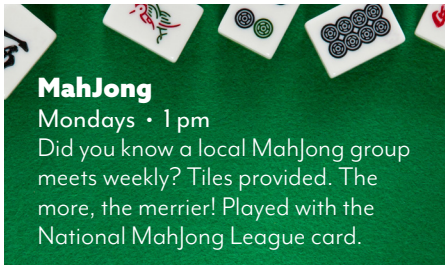 MahJong
Mondays • 1 pm
Did you know a local MahJong group
meets weekly? Tiles provided. The
more, the merrier! Played with the
National MahJong League card.